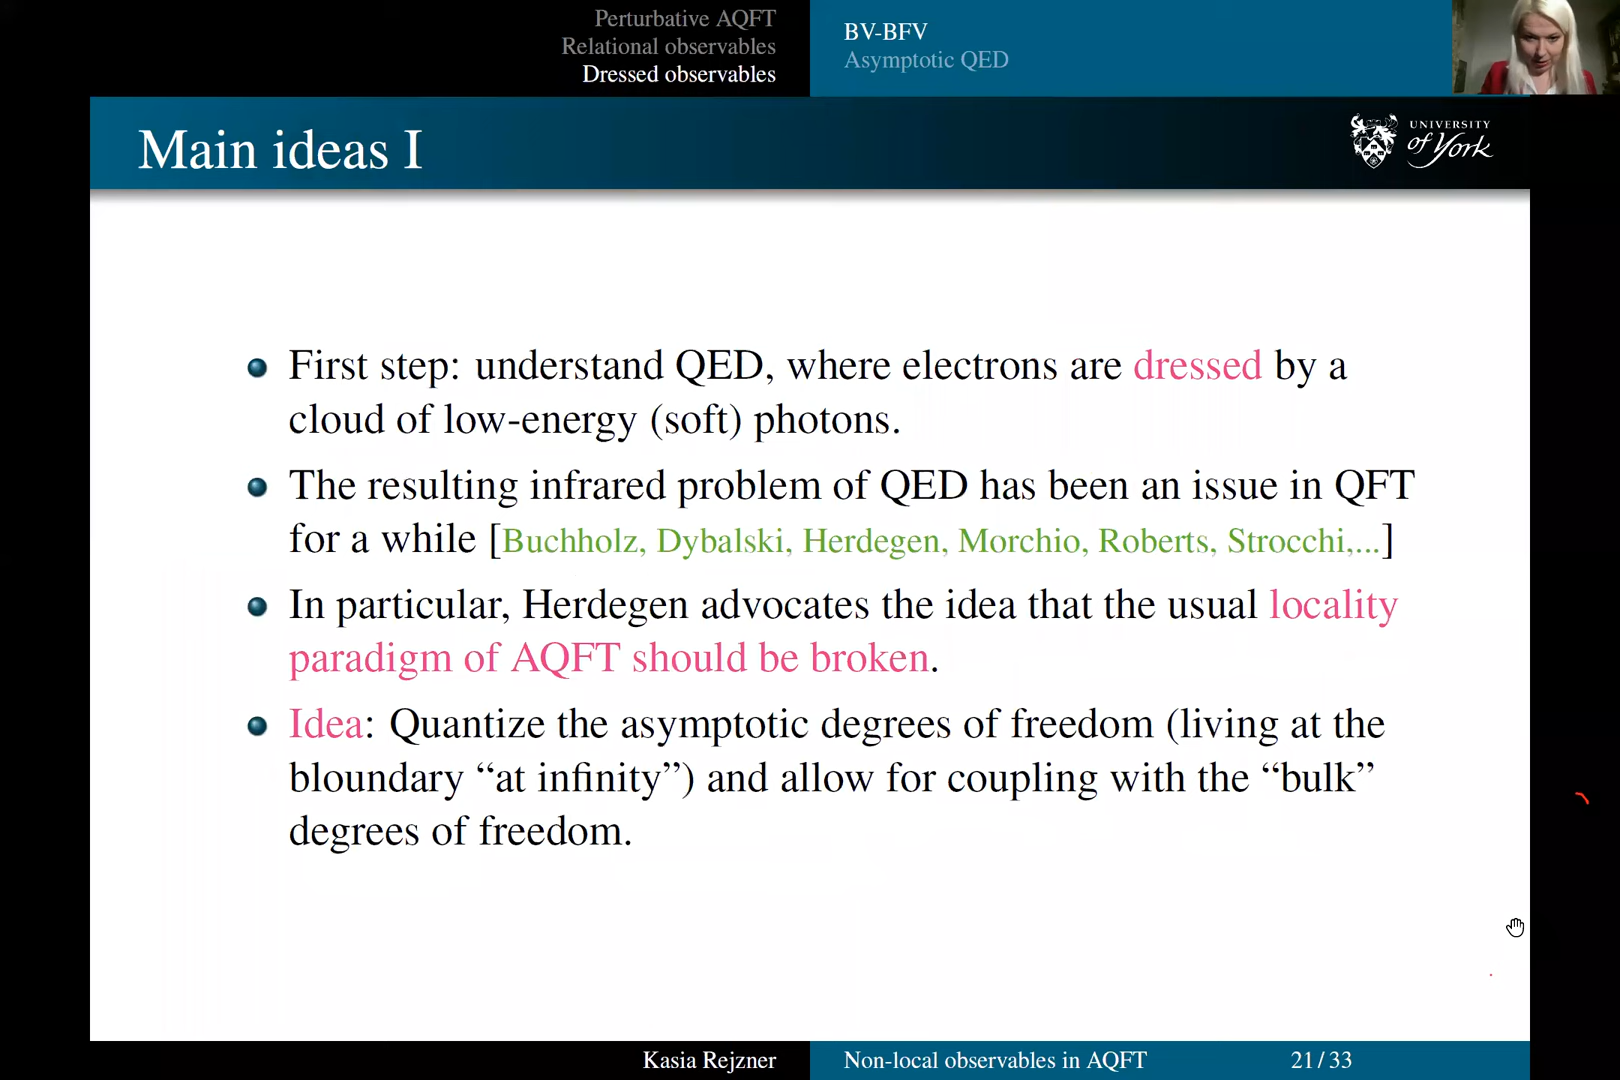 Perturbative AQFT
Relational observables
Dressed observables
BV-BFV
Asymptotic QED
Main ideas I
UNIVERSITY
of York
First step: understand QED, where electrons are dressed by a
cloud of low-energy (soft) photons.
The resulting infrared problem of QED has been an issue in QFT
for a while [Buchholz, Dybalski, Herdegen, Morchio, Roberts, Strocchi,...]
In particular, Herdegen advocates the idea that the usual locality
paradigm of AQFT should be broken.
Idea: Quantize the asymptotic degrees of freedom (living at the
bloundary “at infinity”) and allow for coupling with the “bulk”
degrees of freedom.
Kasia Rejzner
Non-local observables in AQFT
21 / 33